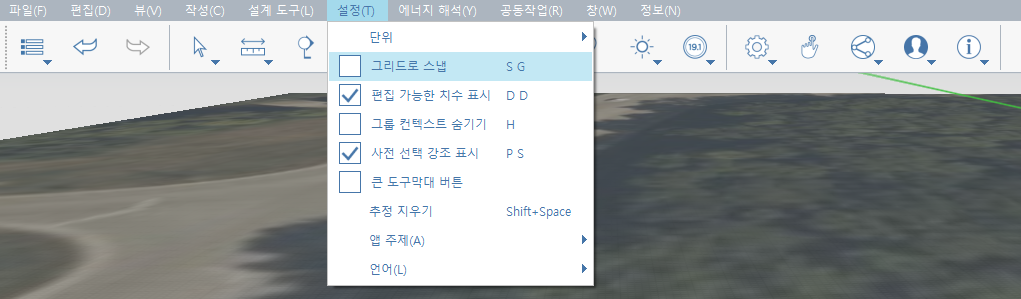 파일(F) 편집(D) 뷰(V) 작성(C) 설계 도구(L) 설정(T) 에너지 해석(Y) 공동작업(R) 창(W) 정보(N)
19.1
단위
그리드로 스냅 S G
편집 가능한 치수 표시 D D
그룹 컨텍스트 숨기기 H
사전 선택 강조 표시 P S
큰 도구막대 버튼
추정 지우기 Shift+Space
앱 주제(A)
언어(L)